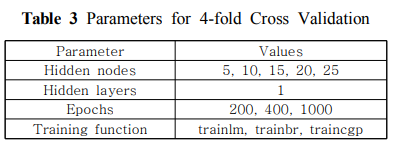 Table 3 Parameters for 4-fold Cross Validation
Parameter Values
Hidden nodes 5, 10, 15, 20, 25
Hidden layers 1
Epochs 200, 400, 1000
Training function trainlm, trainbr, traincgp